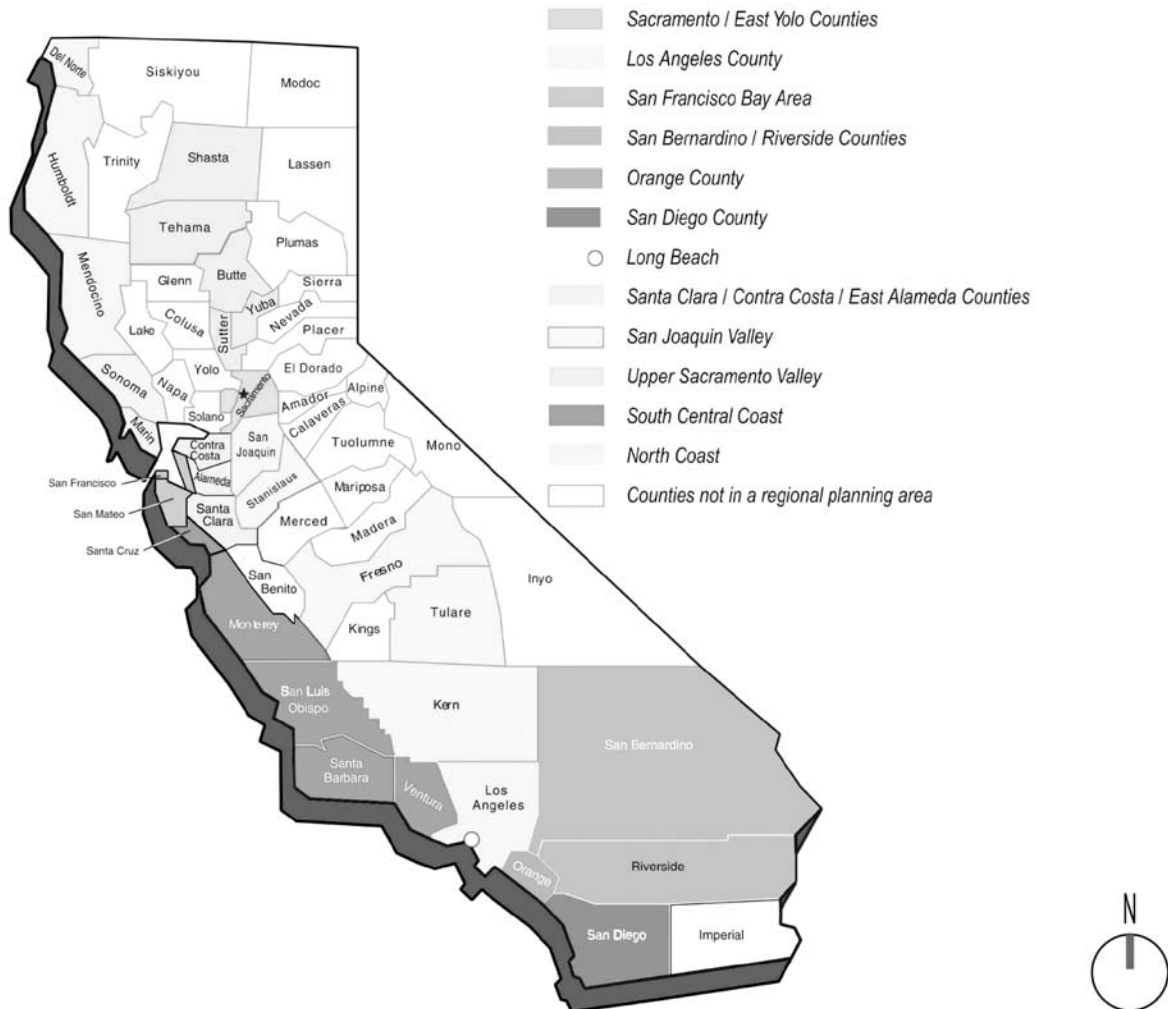 Sacramento / East Yolo Counties
Los Angeles County
San Francisco Bay Area
San Bernardino / Riverside Counties
Orange County
San Diego County
Long Beach
Santa Clara / Contra Costa / East Alameda Counties
San Joaquin Valley
Upper Sacramento Valley
South Central Coast
North Coast
Counties not in a regional planning area
Del Norte
Siskiyou
Modoc
Humboldt
Trinity
Shasta
Lassen
Tehama
Plumas
Mendocino
Glenn
Butte
Sierra
Lake
Colusa
Sutter
Yuba
Nevada
Placer
Sonoma
Napa
Yolo
Sacramento
El Dorado
Alpine
Amador
Solano
Calaveras
Marin
Contra
Costa
San
Joaquin
Tuolumne
Mono
San Francisco
Alameda
Stanislaus
Mariposa
San Mateo
Santa
Clara
Merced
Madera
Santa Cruz
San
Benito
Fresno
Inyo
Monterey
Kings
Tulare
San Luis
Obispo
Kern
San Bernardino
Santa
Barbara
Ventura
Los
Angeles
Orange
Riverside
San Diego
Imperial
N